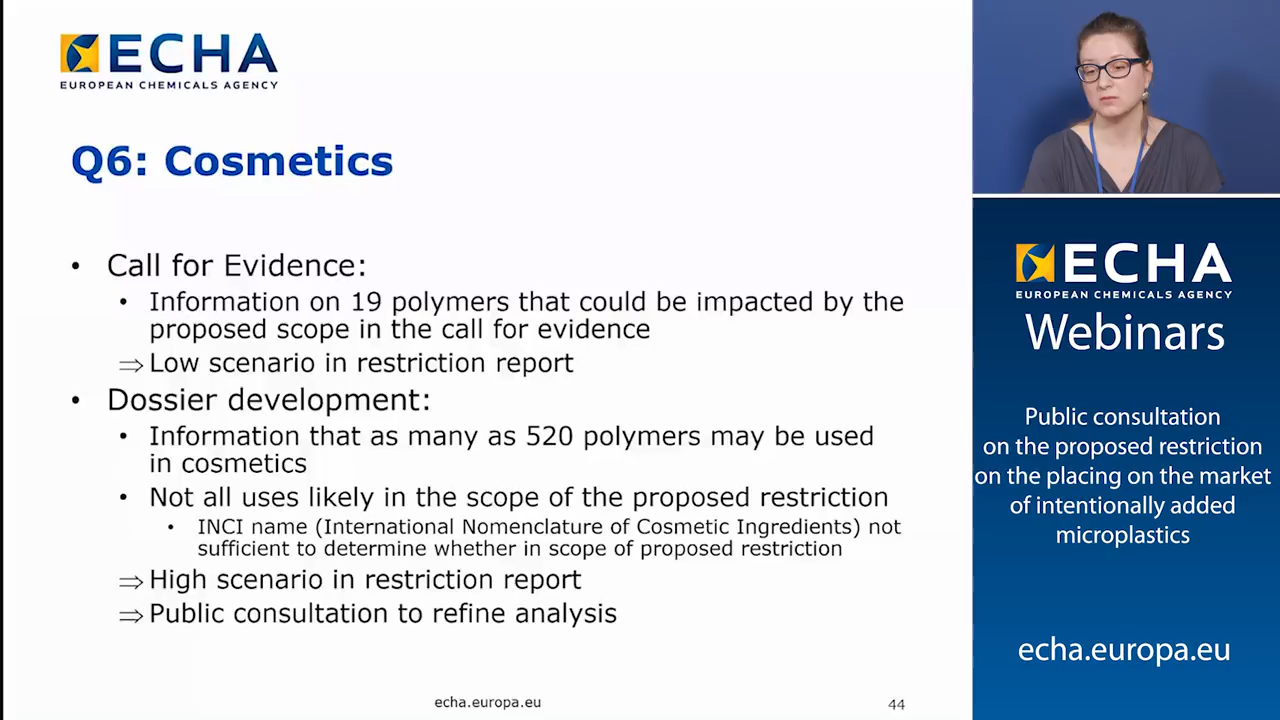 ECHA
EUROPEAN CHEMICALS AGENCY
Q6: Cosmetics
• Call for Evidence:
• Information on 19 polymers that could be impacted by the
proposed scope in the call for evidence
⇒ Low scenario in restriction report
• Dossier development:
• Information that as many as 520 polymers may be used
in cosmetics
• Not all uses likely in the scope of the proposed restriction
• INCI name (International Nomenclature of Cosmetic Ingredients) not
sufficient to determine whether in scope of proposed restriction
⇒ High scenario in restriction report
⇒ Public consultation to refine analysis
echa.europa.eu
44
ECHA
EUROPEAN CHEMICALS AGENCY
Webinars
Public consultation
on the proposed restriction
on the placing on the market
of intentionally added
microplastics
echa.europa.eu